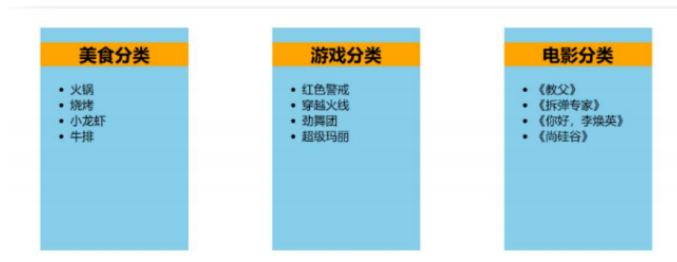 美食分类
火锅
烧烤
小龙虾
牛排
游戏分类
红色警戒
穿越火线
劲舞团
超级玛丽
电影分类
《教父》
《拆弹专家》
《你好，李焕英》
《尚硅谷》